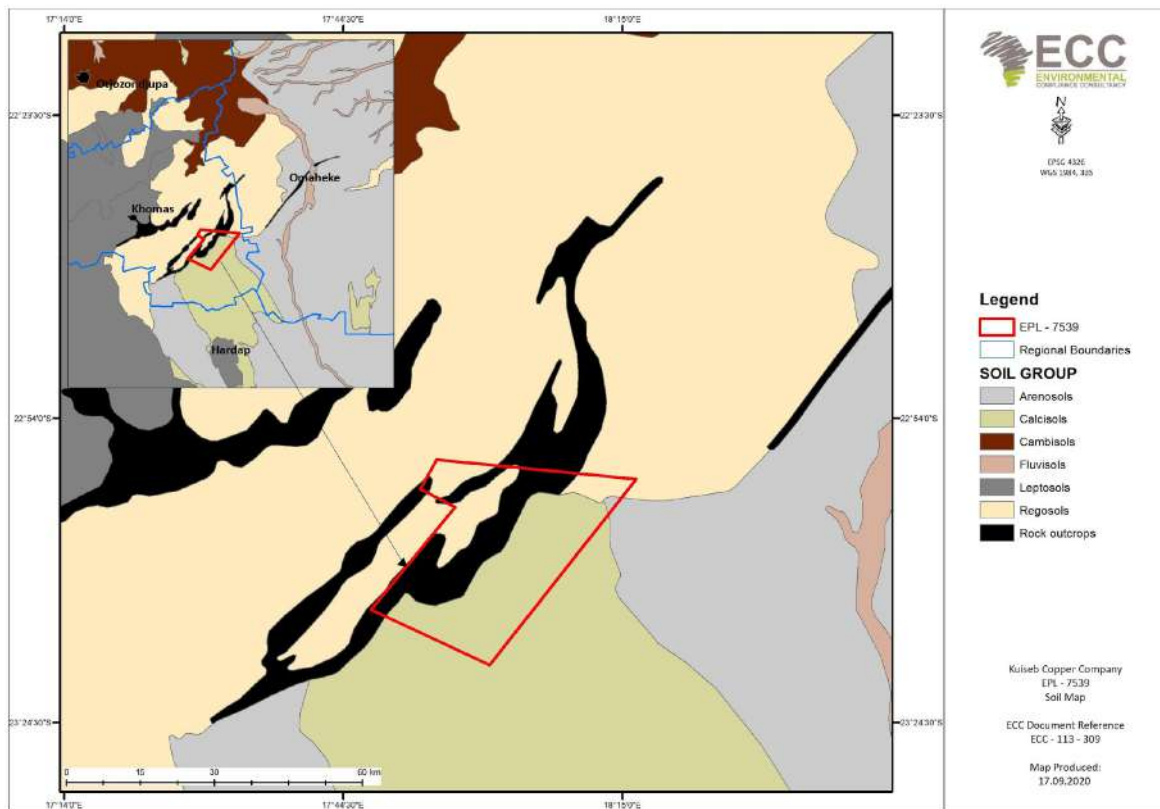 17°14'0"E
17°44'30"E
18°15'0"E
22°23'30"S
22°23'30"S
22°54'0"S
22°54'0"S
23°24'30"S
23°24'30"S
Otjozondjupa
Omaheke
Khomas
Hardap
0 15 30 60 km
17°14'0"E
17°44'30"E
18°15'0"E
ECC
ENVIRONMENTAL
COMPLIANCE CONSULTANCY
N
EPSG 4326
Legend
EPL - 7539
Regional Boundaries
SOIL GROUP
Arenosols
Calcisols
Cambisols
Fluvisols
Leptosols
Regosols
Rock outcrops
Kuiseb Copper Company
EPL - 7539
Soil Map
ECC Document Reference
ECC - 113 - 309
Map Produced:
17.09.2020